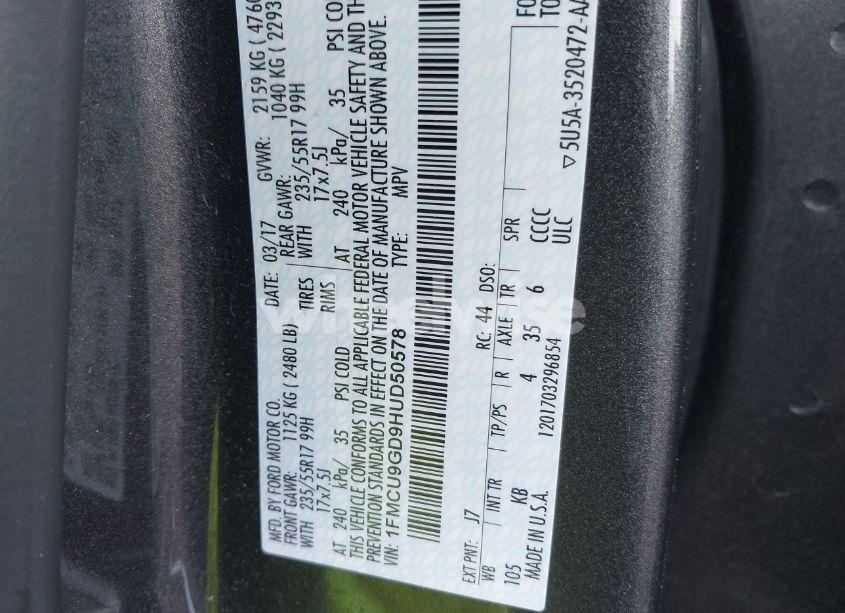 MFD. BY FORD MOTOR CO.
DATE: 03/17 GVWR: 2159 KG ( 4760
FRONT GAWR: 1125 KG ( 2480 LB)
REAR GAWR: 1040 KG ( 2293
WITH 235/55R17 99H TIRES WITH 235/55R17 99H
17x7.5J RIMS 17x7.5J
AT 240 kPa/ 35 PSI COLD AT 240 kPa/ 35 PSI COL
THIS VEHICLE CONFORMS TO ALL APPLICABLE FEDERAL MOTOR VEHICLE SAFETY AND TH
PREVENTION STANDARDS IN EFFECT ON THE DATE OF MANUFACTURE SHOWN ABOVE.
VIN: 1FMCU9GD9HUD50578 TYPE: MPV
EXT PNT: J7 RC: 44 DSO: FO
WB INT TR TP/PS R AXLE TR SPR TO
105 KB 4 35 6 CCCC
MADE IN U.S.A. ULC
1201703296854 ▽5U5A-3520472-AA